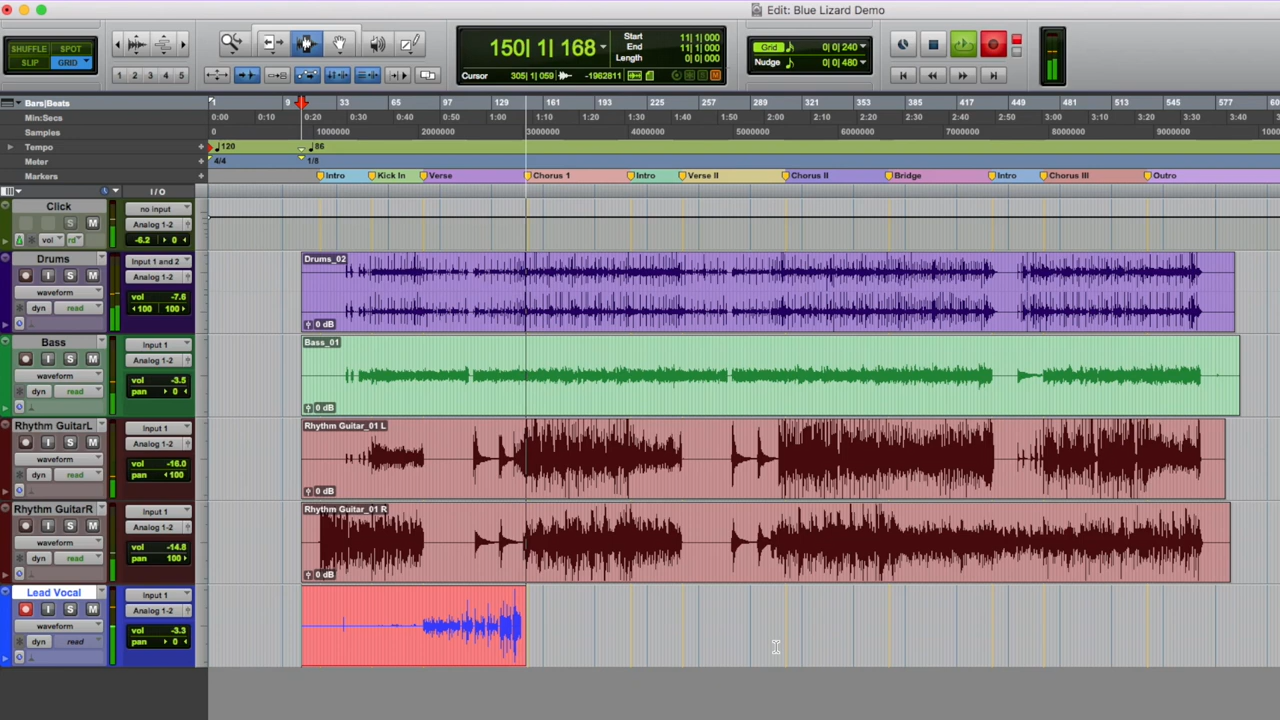 Edit: Blue Lizard Demo
SHUFFLE SPOT
SLIP GRID
1 2 3 4 5
150| 1| 168
Start 11| 1| 000
End 11| 1| 000
Length 0| 0| 000
Cursor 305| 1| 059 -1982811
Grid 0| 0| 240
Nudge 0| 0| 480
Bars|Beats 1 9 33 65 97 129 161 193 225 257 289 321 353 385 417 449 481 513 545 577 60
Min:Secs 0:00 0:10 0:20 0:30 0:40 0:50 1:00 1:10 1:20 1:30 1:40 1:50 2:00 2:10 2:20 2:30 2:40 2:50 3:00 3:10 3:20 3:30 3:40
Samples 0 1000000 2000000 3000000 4000000 5000000 6000000 7000000 8000000 9000000 100
Tempo 120 86
Meter 4/4 1/8
Markers Intro Kick In Verse Chorus 1 Intro Verse II Chorus II Bridge Intro Chorus III Outro
I/O
Click no input
S M Analog 1-2
vol rd -6.2 0
Drums Input 1 and 2 Drums_02
I S M Analog 1-2
waveform vol -7.6
dyn read 100 100 0 dB
Bass Input 1 Bass_01
I S M Analog 1-2
waveform vol -3.5
dyn read pan 0 0 dB
Rhythm GuitarL Input 1 Rhythm Guitar_01 L
I S M Analog 1-2
waveform vol -16.0
dyn read pan 100 0 dB
Rhythm GuitarR Input 1 Rhythm Guitar_01 R
I S M Analog 1-2
waveform vol -14.8
dyn read pan 100 0 dB
Lead Vocal Input 1
I S M Analog 1-2
waveform vol -3.3
dyn read pan 0